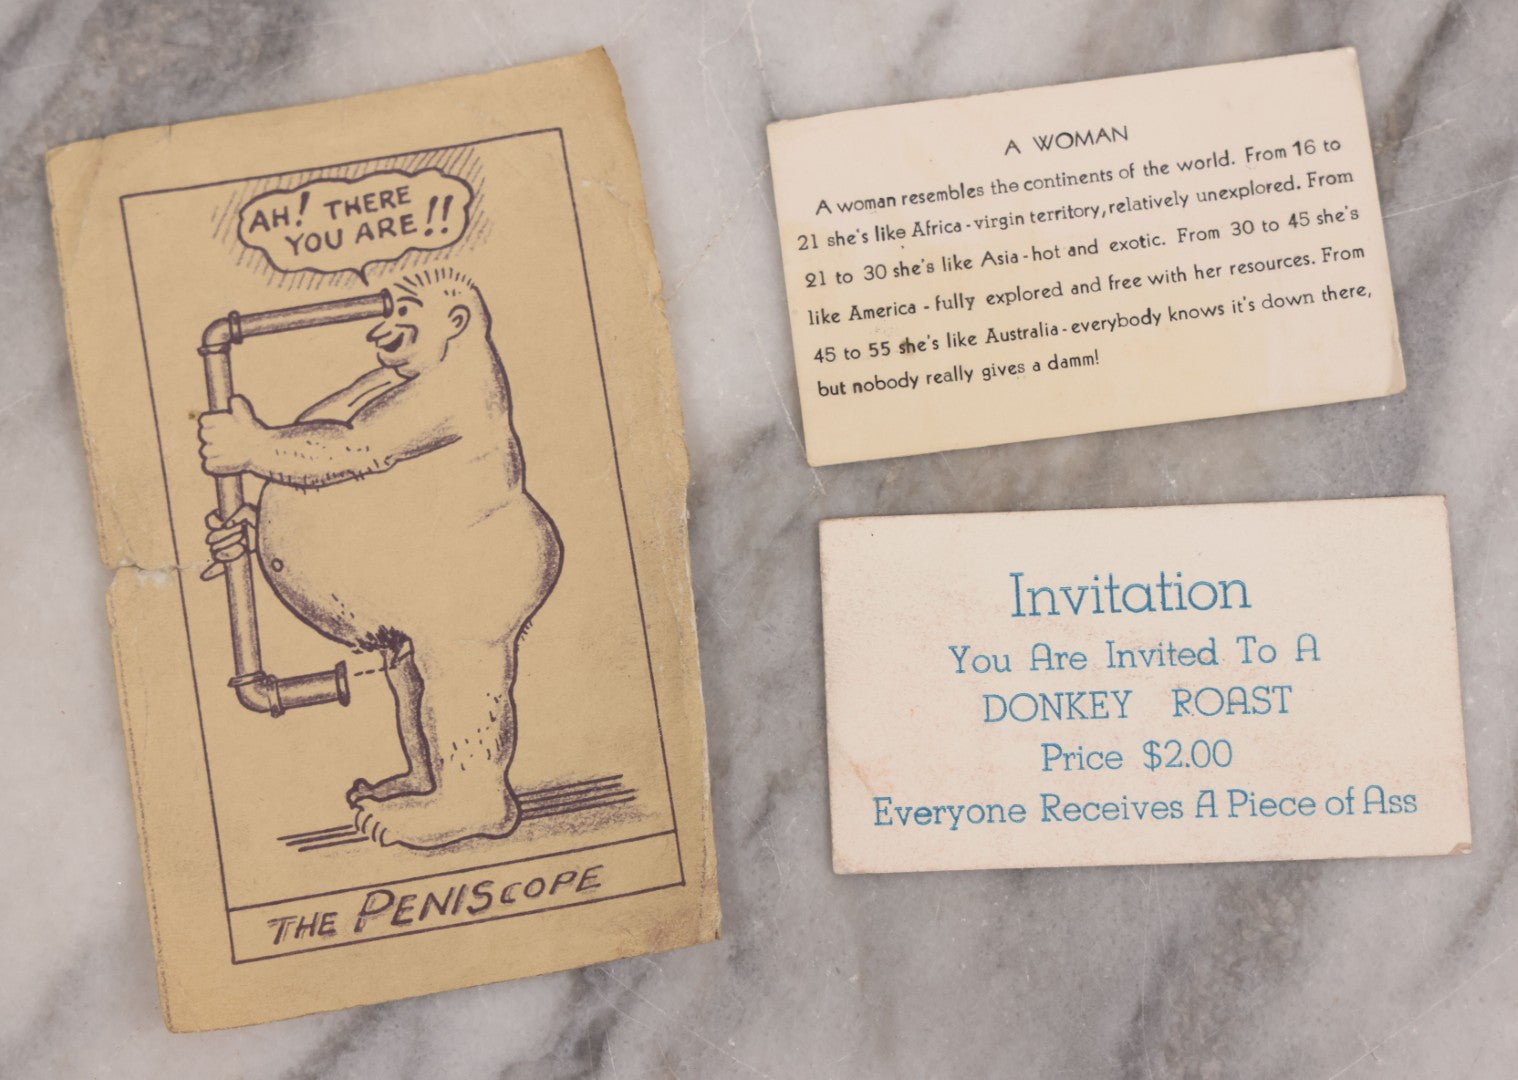 AH! THERE
YOU ARE!!
THE PENISCOPE
A WOMAN
A woman resembles the continents of the world. From 16 to
21 she's like Africa - virgin territory, relatively unexplored. From
21 to 30 she's like Asia - hot and exotic. From 30 to 45 she's
like America - fully explored and free with her resources. From
45 to 55 she's like Australia - everybody knows it's down there,
but nobody really gives a damm!
Invitation
You Are Invited To A
DONKEY ROAST
Price $2.00
Everyone Receives A Piece of Ass